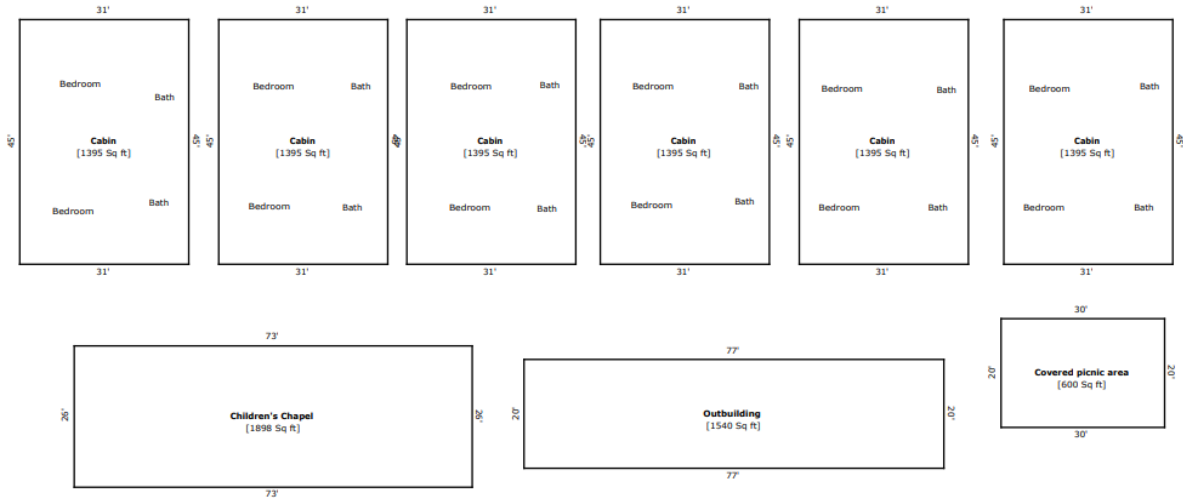 31' 31' 31' 31' 31' 31'
Bedroom Bath
Bedroom Bath
Bedroom Bath
Bedroom Bath
Bedroom Bath
Bedroom Bath
45' Cabin 45'
[1395 Sq ft]
45' Cabin 45'
[1395 Sq ft]
45' Cabin 45'
[1395 Sq ft]
45' Cabin 45'
[1395 Sq ft]
45' Cabin 45'
[1395 Sq ft]
45' Cabin 45'
[1395 Sq ft]
Bedroom Bath
Bedroom Bath
Bedroom Bath
Bedroom Bath
Bedroom Bath
Bedroom Bath
31' 31' 31' 31' 31' 31'
73'
26' Children's Chapel 26'
[1898 Sq ft]
73'
77'
20' Outbuilding 20'
[1540 Sq ft]
77'
30'
20' Covered picnic area 20'
[600 Sq ft]
30'